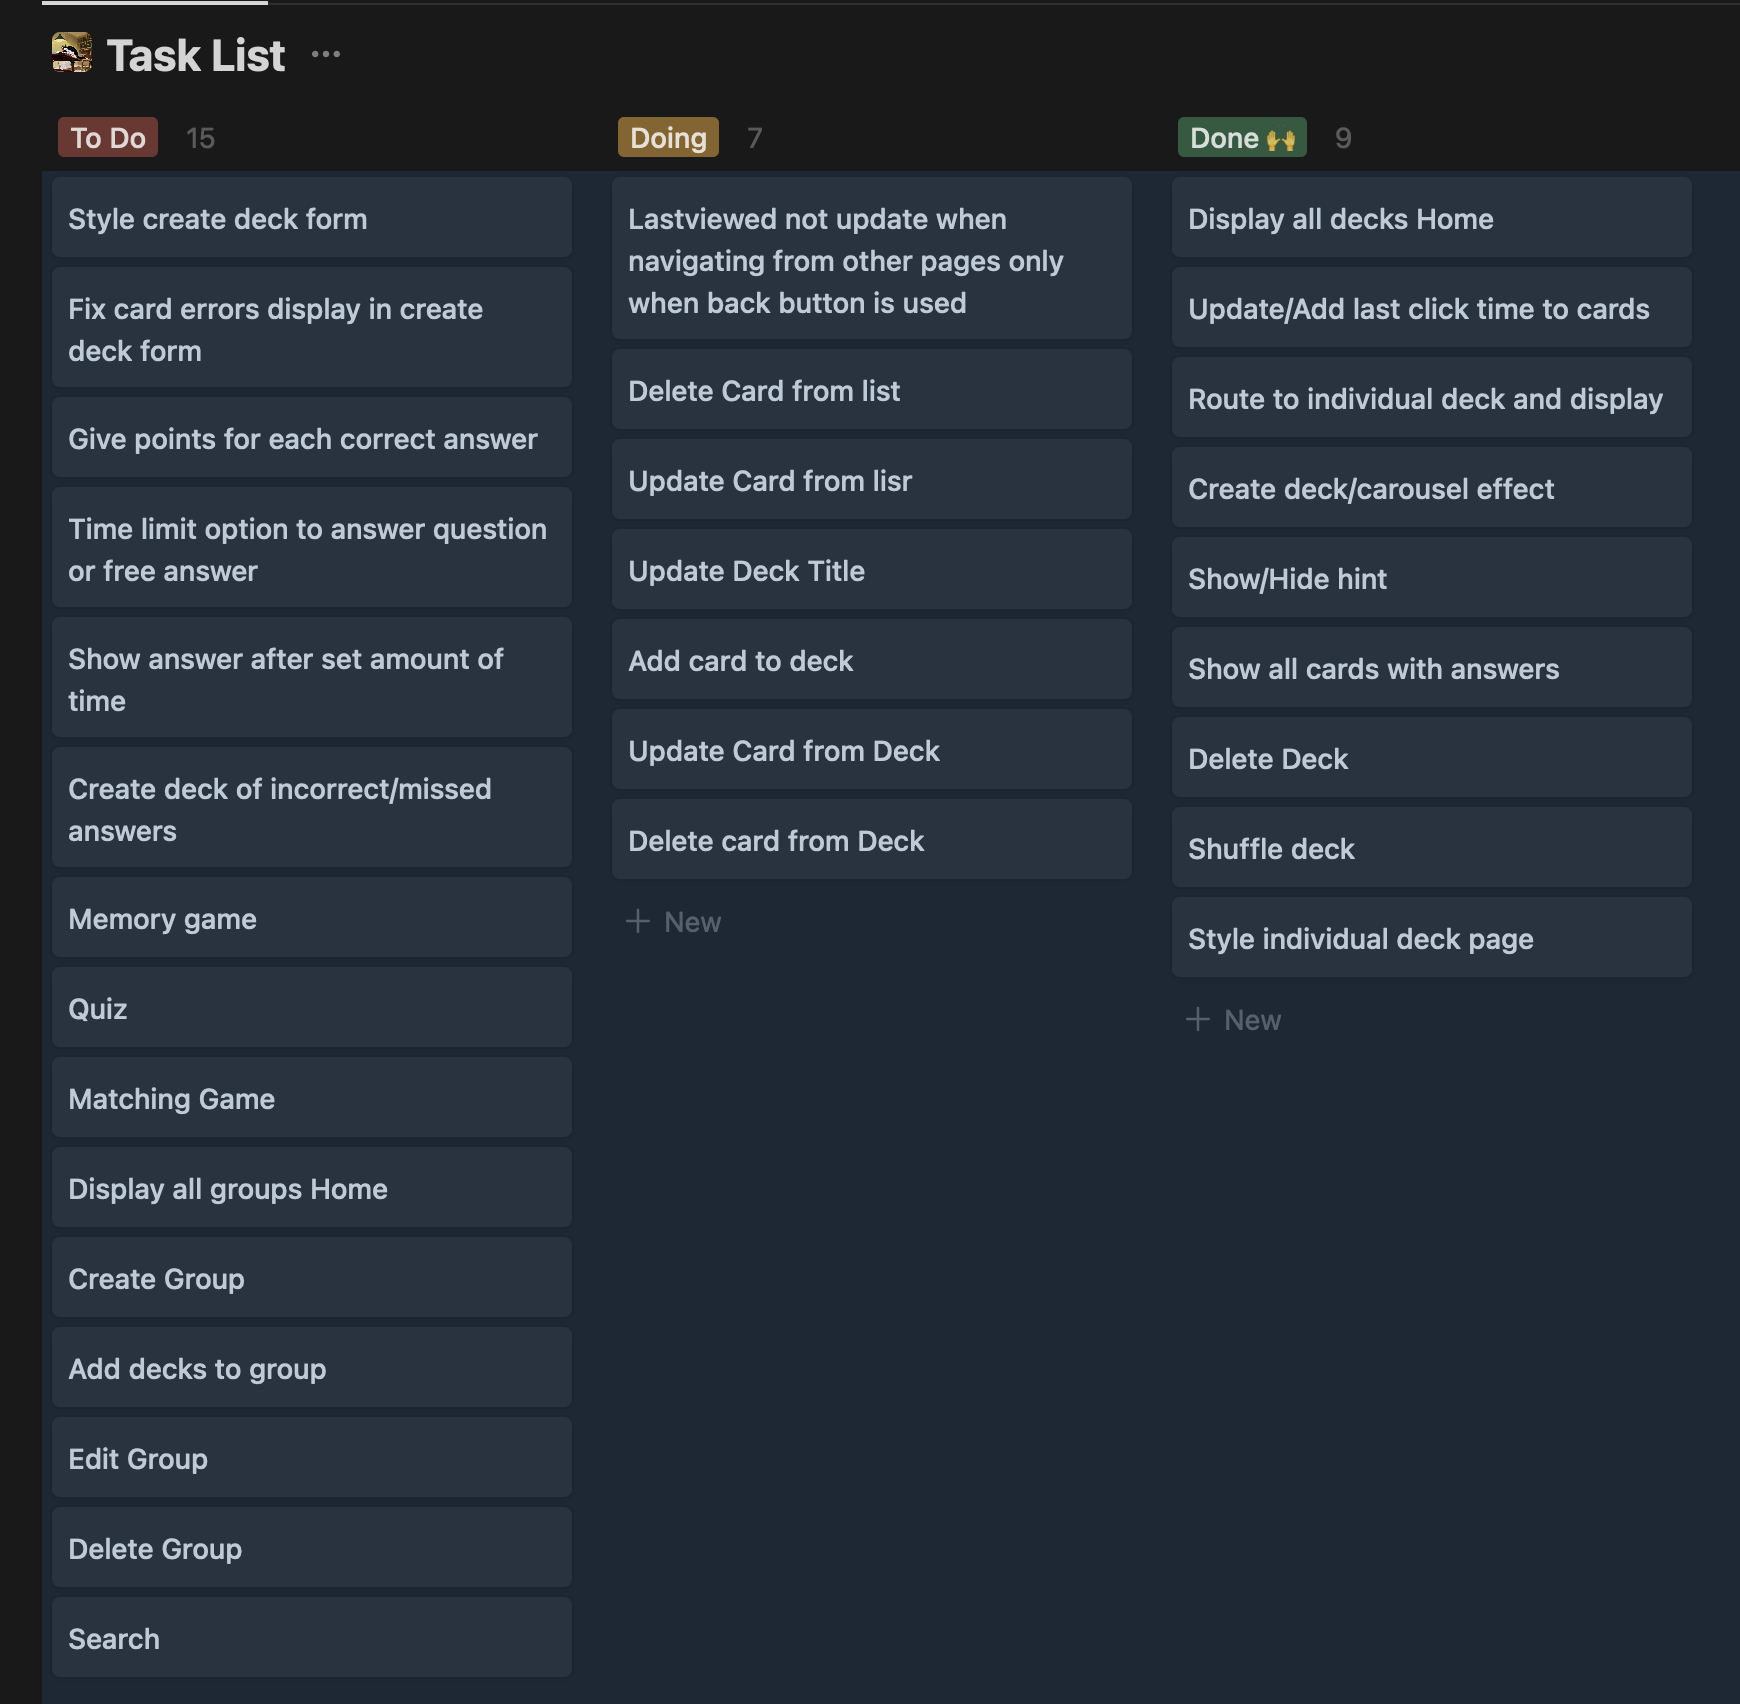 Task List ...
To Do 15
Style create deck form
Fix card errors display in create
deck form
Give points for each correct answer
Time limit option to answer question
or free answer
Show answer after set amount of
time
Create deck of incorrect/missed
answers
Memory game
Quiz
Matching Game
Display all groups Home
Create Group
Add decks to group
Edit Group
Delete Group
Search
Doing 7
Lastviewed not update when
navigating from other pages only
when back button is used
Delete Card from list
Update Card from lisr
Update Deck Title
Add card to deck
Update Card from Deck
Delete card from Deck
+ New
Done 🙌 9
Display all decks Home
Update/Add last click time to cards
Route to individual deck and display
Create deck/carousel effect
Show/Hide hint
Show all cards with answers
Delete Deck
Shuffle deck
Style individual deck page
+ New